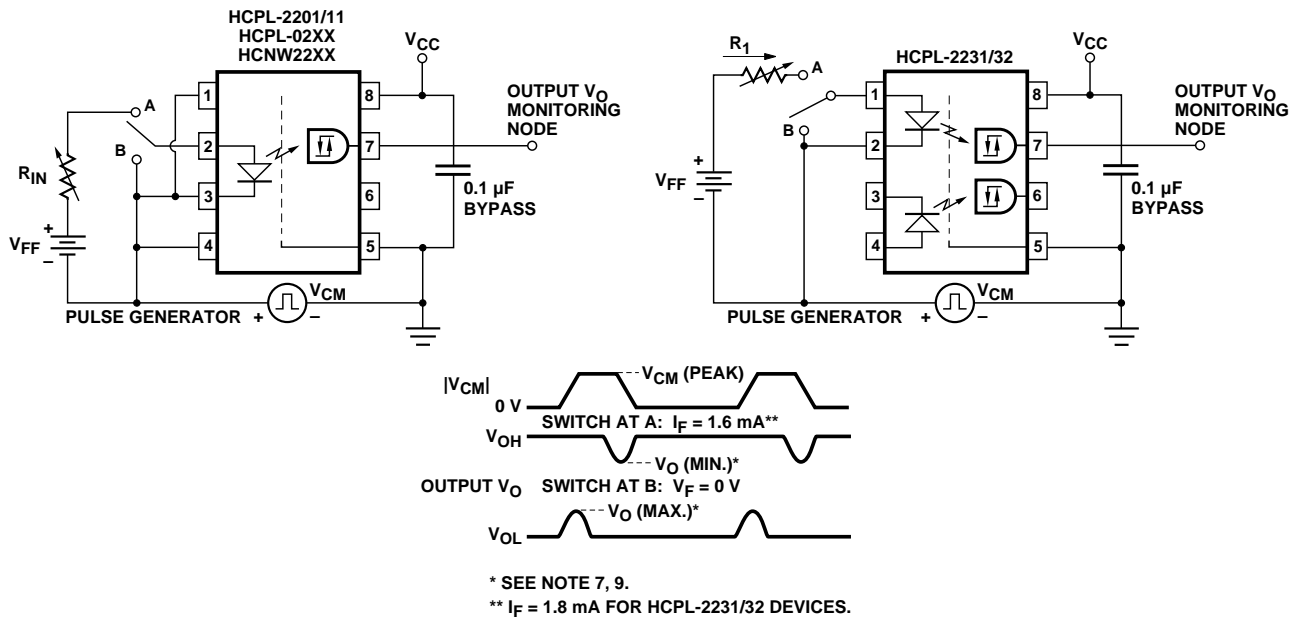 HCPL-2201/11
HCPL-02XX
HCNW22XX
VCC
A
B
RIN
VFF
+
–
1
2
3
4
8
7
6
5
OUTPUT VO
MONITORING
NODE
0.1 µF
BYPASS
PULSE GENERATOR
+
–
VCM
R1
HCPL-2231/32
VCC
A
B
VFF
+
–
1
2
3
4
8
7
6
5
OUTPUT VO
MONITORING
NODE
0.1 µF
BYPASS
PULSE GENERATOR
+
–
VCM
|VCM|
0 V
VCM (PEAK)
SWITCH AT A: IF = 1.6 mA**
VOH
VO (MIN.)*
OUTPUT VO
SWITCH AT B: VF = 0 V
VO (MAX.)*
VOL
* SEE NOTE 7, 9.
** IF = 1.8 mA FOR HCPL-2231/32 DEVICES.